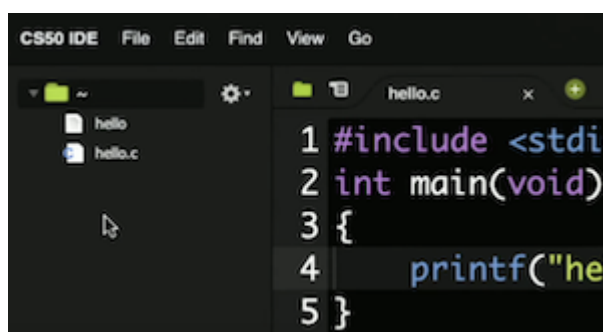 CS50 IDE File Edit Find View Go
~
hello
hello.c
hello.c x
1 #include <stdi
2 int main(void)
3 {
4 printf("he
5 }